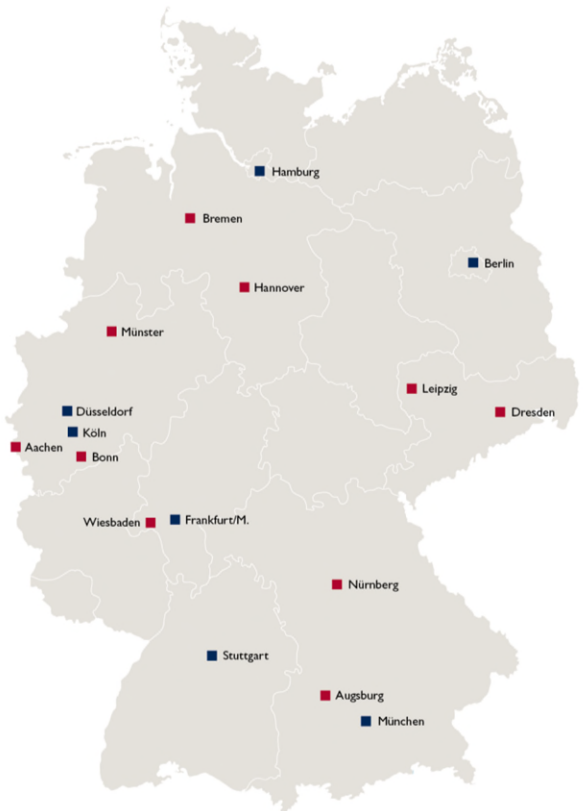 Hamburg
Bremen
Berlin
Hannover
Münster
Leipzig
Düsseldorf
Dresden
Köln
Aachen
Bonn
Wiesbaden
Frankfurt/M.
Nürnberg
Stuttgart
Augsburg
München